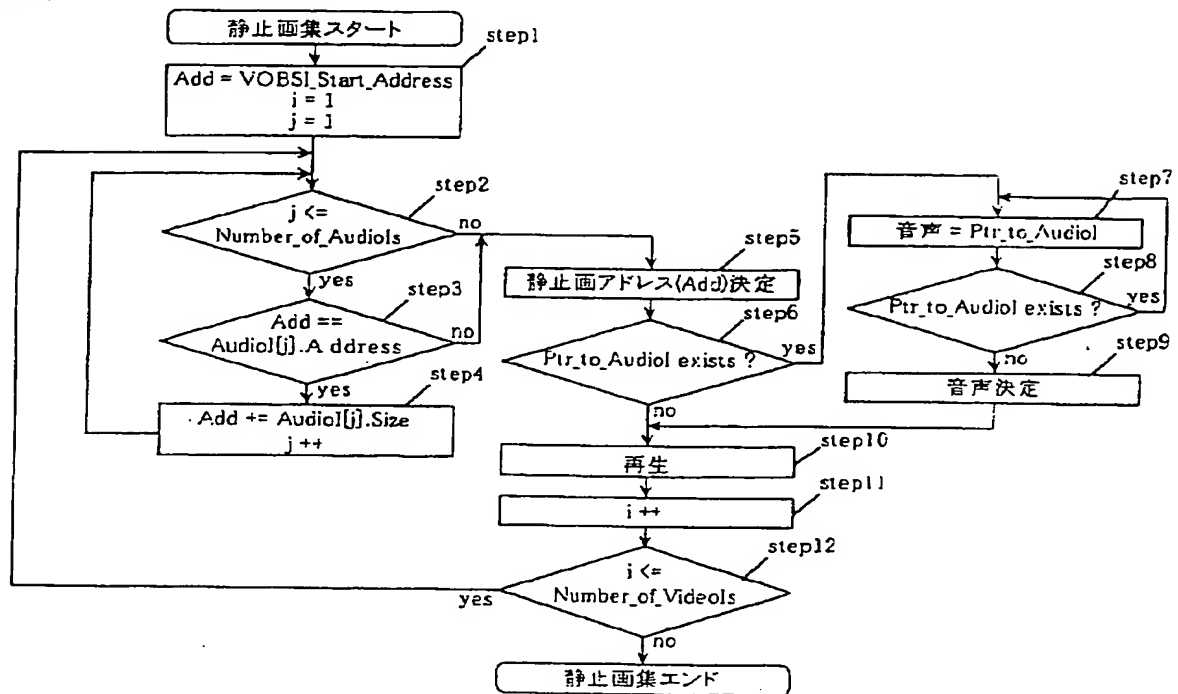 静止画集スタート
step1
Add = VOBSI_Start_Address
i = 1
j = 1
step2
j <=
Number_of_AudioIs
no
yes
step3
Add ==
AudioI[j].Address
no
yes
step4
Add += AudioI[j].Size
j ++
step5
静止画アドレス(Add)決定
step6
Ptr_to_AudioI exists ?
yes
no
step7
音声 = Ptr_to_AudioI
step8
Ptr_to_AudioI exists ?
yes
no
step9
音声決定
step10
再生
step11
i ++
step12
i <=
Number_of_VideoIs
yes
no
静止画集エンド